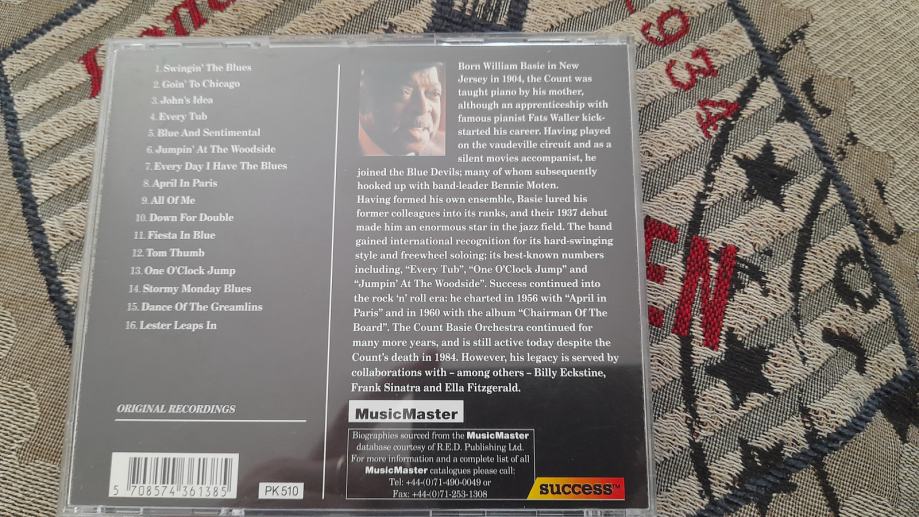 1. Swingin' The Blues
2. Goin' To Chicago
3. John's Idea
4. Every Tub
5. Blue And Sentimental
6. Jumpin' At The Woodside
7. Every Day I Have The Blues
8. April In Paris
9. All Of Me
10. Down For Double
11. Fiesta In Blue
12. Tom Thumb
13. One O'Clock Jump
14. Stormy Monday Blues
15. Dance Of The Greamlins
16. Lester Leaps In
ORIGINAL RECORDINGS
5 708574 361385
PK 510
Born William Basie in New
Jersey in 1904, the Count was
taught piano by his mother,
although an apprenticeship with
famous pianist Fats Waller kick-
started his career. Having played
on the vaudeville circuit and as a
silent movies accompanist, he
joined the Blue Devils; many of whom subsequently
hooked up with band-leader Bennie Moten.
Having formed his own ensemble, Basie lured his
former colleagues into its ranks, and their 1937 debut
made him an enormous star in the jazz field. The band
gained international recognition for its hard-swinging
style and freewheel soloing; its best-known numbers
including, “Every Tub”, “One O'Clock Jump” and
“Jumpin' At The Woodside”. Success continued into
the rock 'n' roll era: he charted in 1956 with “April in
Paris” and in 1960 with the album “Chairman Of The
Board”. The Count Basie Orchestra continued for
many more years, and is still active today despite the
Count's death in 1984. However, his legacy is served by
collaborations with – among others – Billy Eckstine,
Frank Sinatra and Ella Fitzgerald.
MusicMaster
Biographies sourced from the MusicMaster
database courtesy of R.E.D. Publishing Ltd.
For more information and a complete list of all
MusicMaster catalogues please call:
Tel: +44-(0)71-490-0049 or
Fax: +44-(0)71-253-1308
success™
934
EN